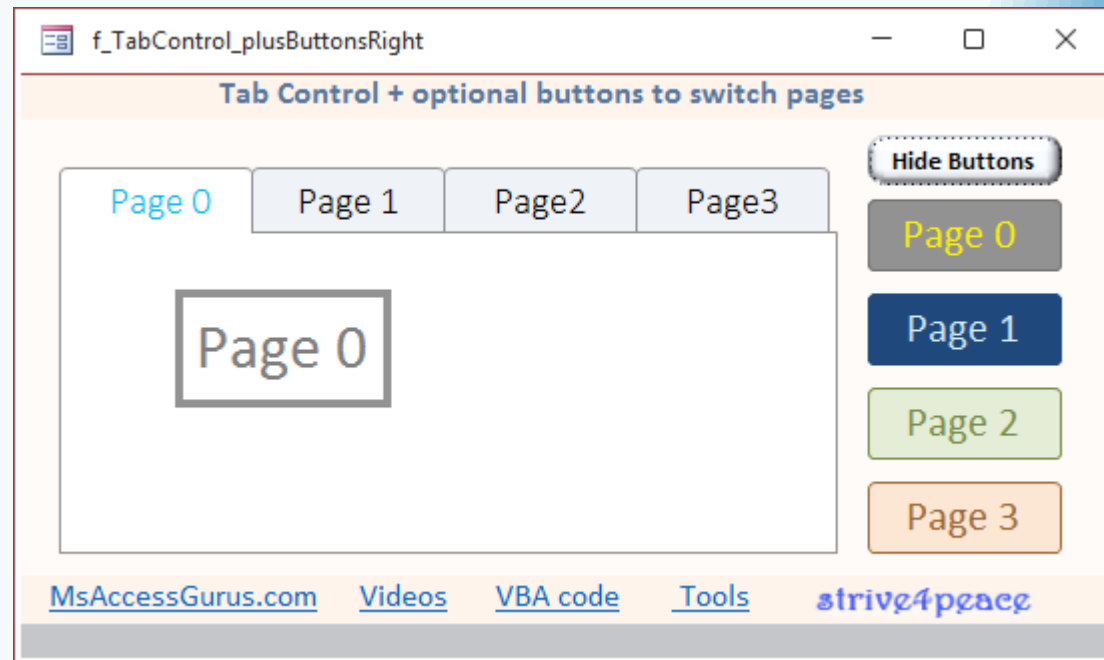 f_TabControl_plusButtonsRight
Tab Control + optional buttons to switch pages
Hide Buttons
Page 0 Page 1 Page2 Page3
Page 0
Page 0
Page 1
Page 2
Page 3
MsAccessGurus.com Videos VBA code Tools strive4peace